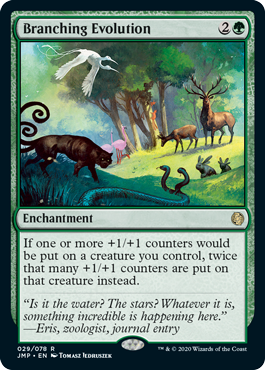 Branching Evolution 2
Enchantment
If one or more +1/+1 counters would
be put on a creature you control, twice
that many +1/+1 counters are put on
that creature instead.
“Is it the water? The stars? Whatever it is,
something incredible is happening here.”
—Eris, zoologist, journal entry
029/078 R
JMP • EN Tomasz Jedruszek ™ & © 2020 Wizards of the Coast